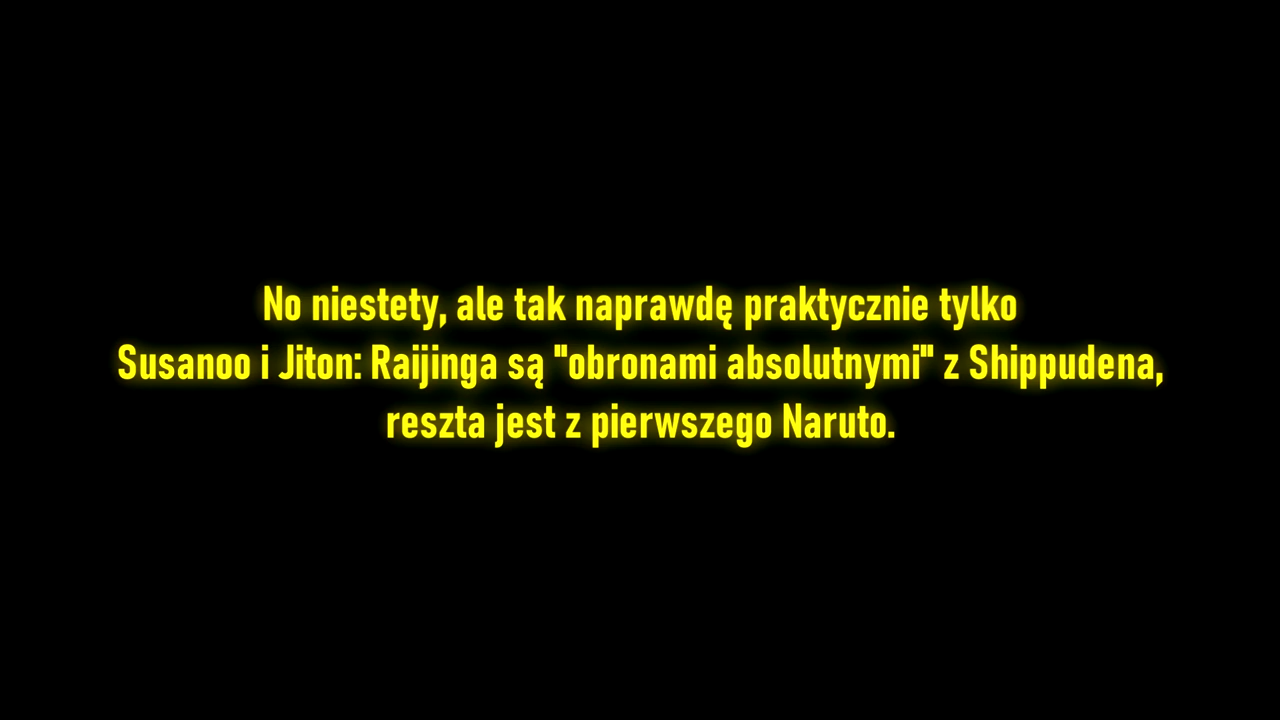 No niestety, ale tak naprawdę praktycznie tylko
Susanoo i Jiton: Raijinga są "obronami absolutnymi" z Shippudena,
reszta jest z pierwszego Naruto.